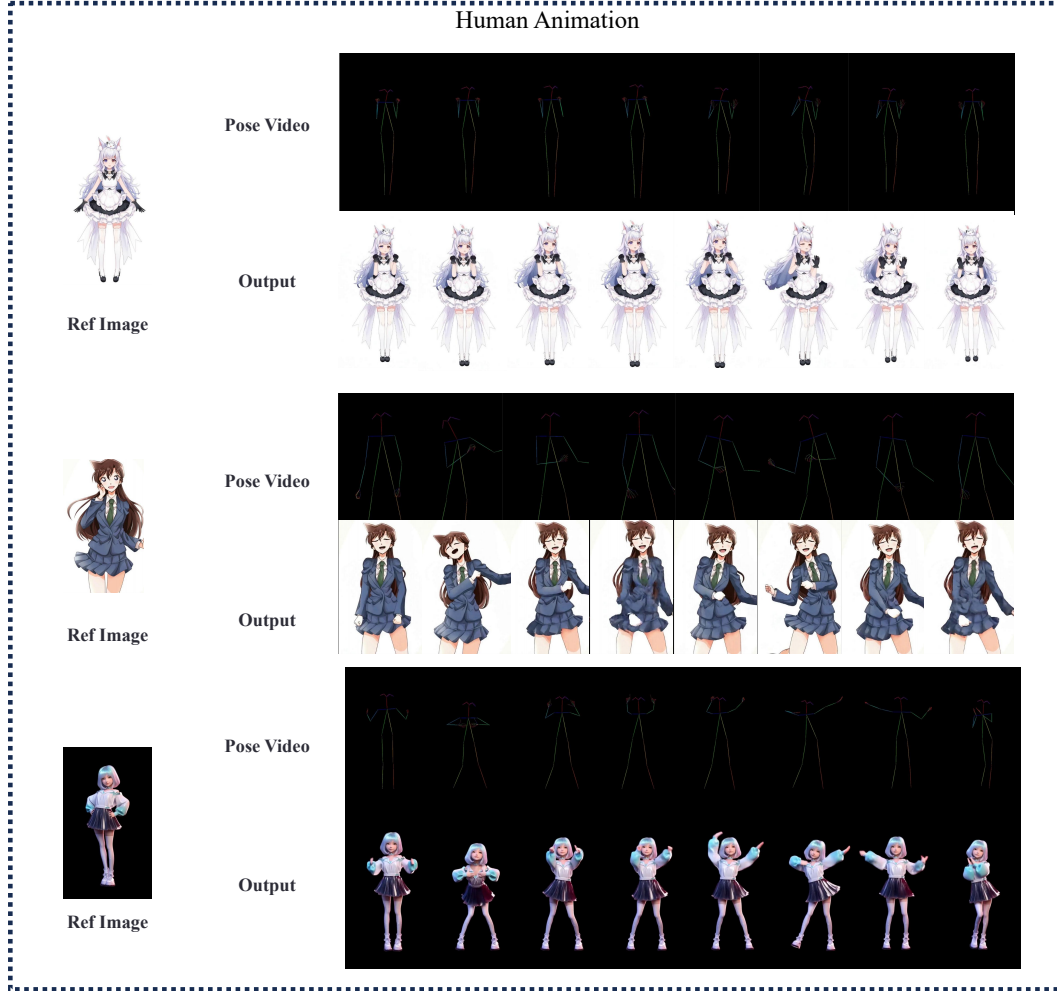 Human Animation
Pose Video
Output
Ref Image
Pose Video
Output
Ref Image
Pose Video
Output
Ref Image